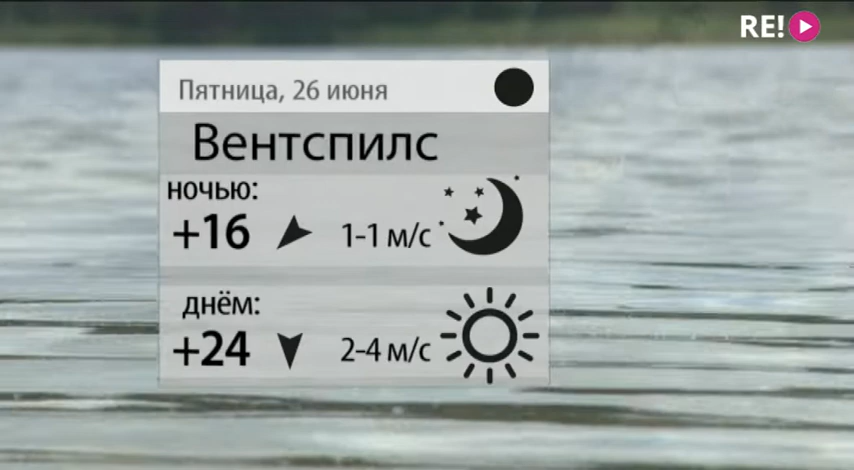 RE!
Пятница, 26 июня
Вентспилс
ночью:
+16 1-1 м/с
днём:
+24 2-4 м/с